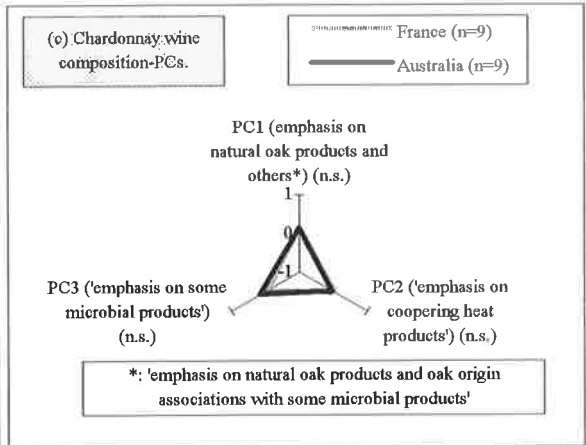 (c) Chardonnay wine
composition-PCs.
France (n=9)
Australia (n=9)
PC1 (emphasis on
natural oak products and
others*) (n.s.)
1
0
-1
PC3 ('emphasis on some
microbial products')
(n.s.)
PC2 ('emphasis on
coopering heat
products') (n.s.)
*: 'emphasis on natural oak products and oak origin
associations with some microbial products'